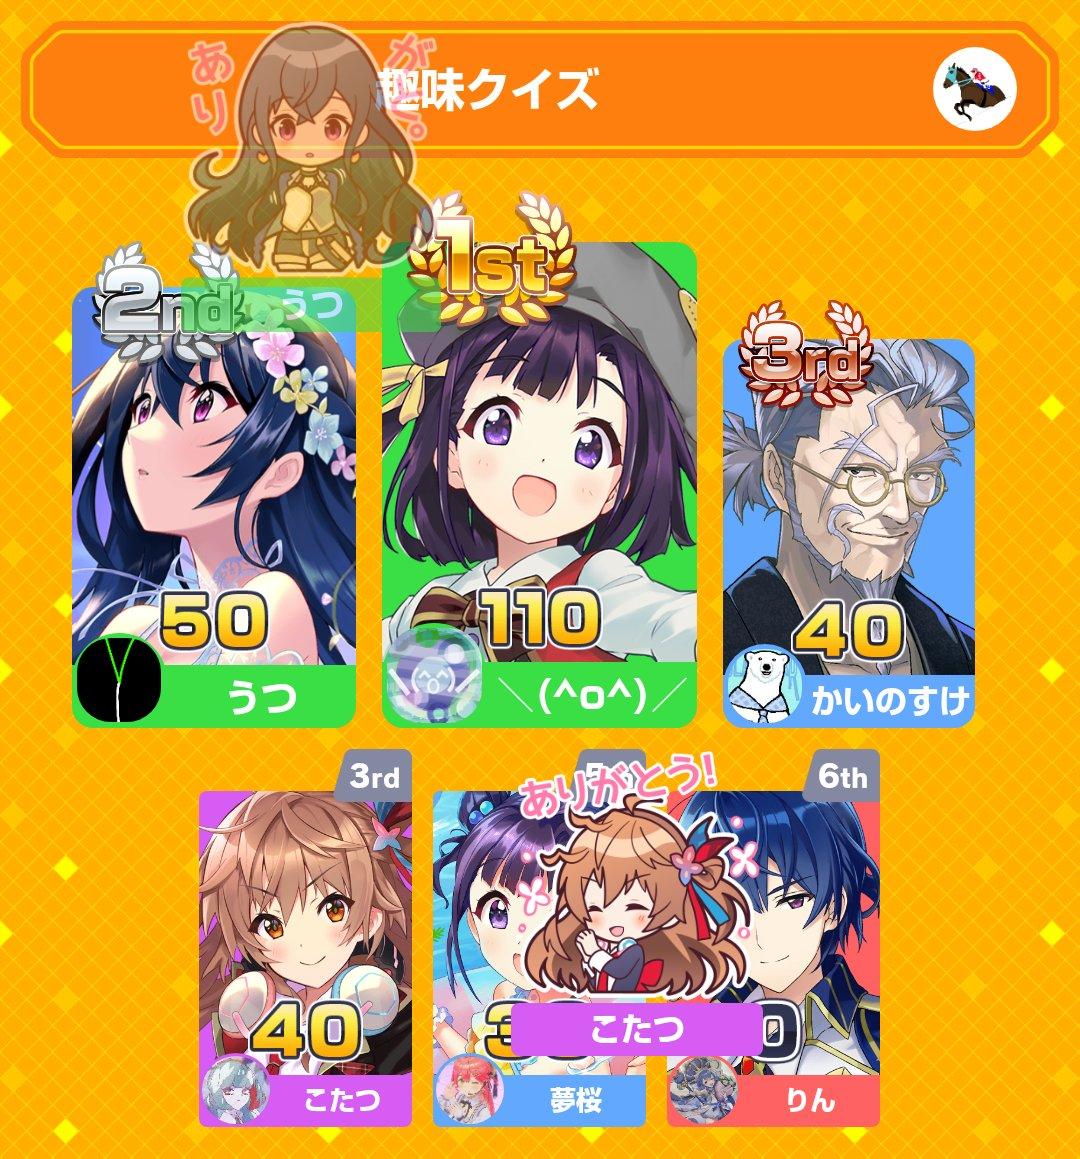 ありがと。
趣味クイズ
1st
2nd
うつ
3rd
50
110
40
うつ
＼(^o^)／
かいのすけ
3rd
ありがとう!
6th
40
こたつ
こたつ
夢桜
りん